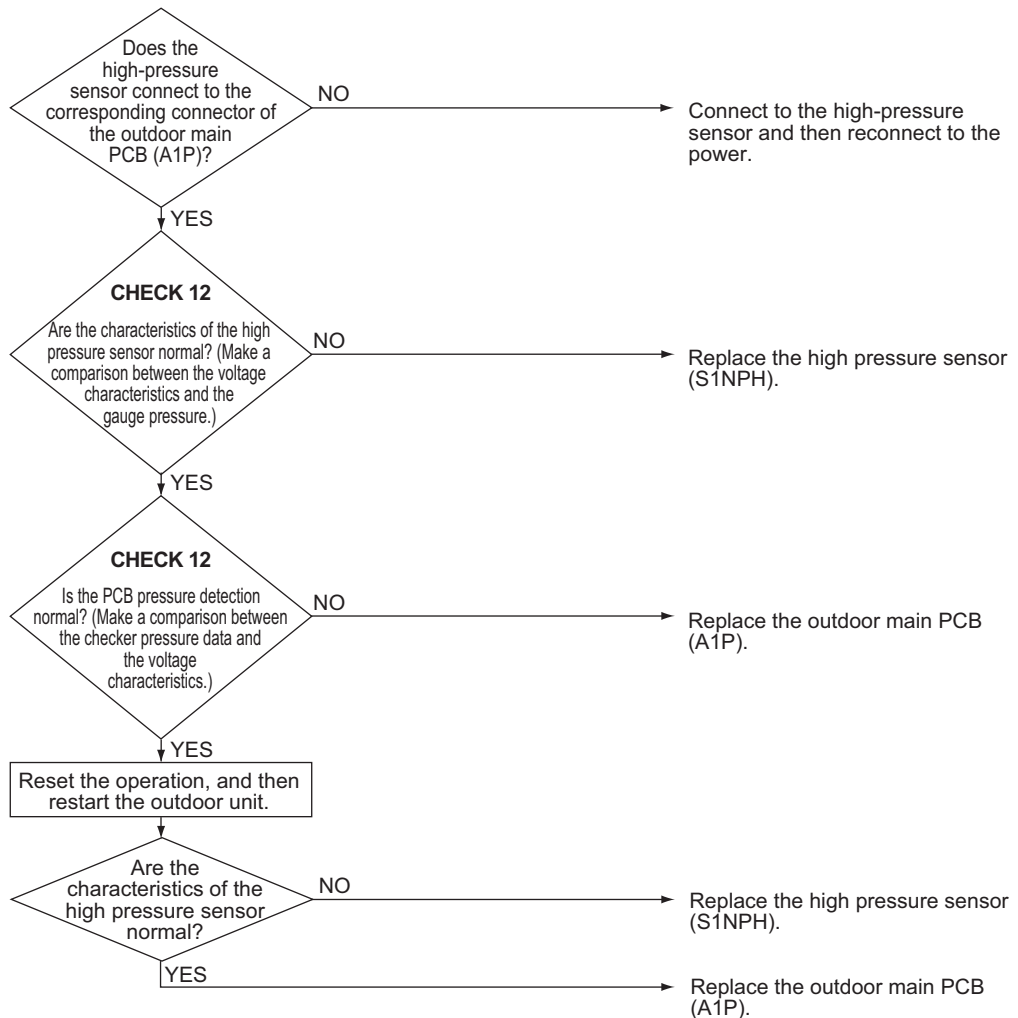 Does the
high-pressure
sensor connect to the
corresponding connector of
the outdoor main
PCB (A1P)?
NO
Connect to the high-pressure
sensor and then reconnect to the
power.
YES
CHECK 12
Are the characteristics of the high
pressure sensor normal? (Make a
comparison between the voltage
characteristics and the
gauge pressure.)
NO
Replace the high pressure sensor
(S1NPH).
YES
CHECK 12
Is the PCB pressure detection
normal? (Make a comparison between
the checker pressure data and
the voltage
characteristics.)
NO
Replace the outdoor main PCB
(A1P).
YES
Reset the operation, and then
restart the outdoor unit.
Are the
characteristics of the
high pressure sensor
normal?
NO
Replace the high pressure sensor
(S1NPH).
YES
Replace the outdoor main PCB
(A1P).